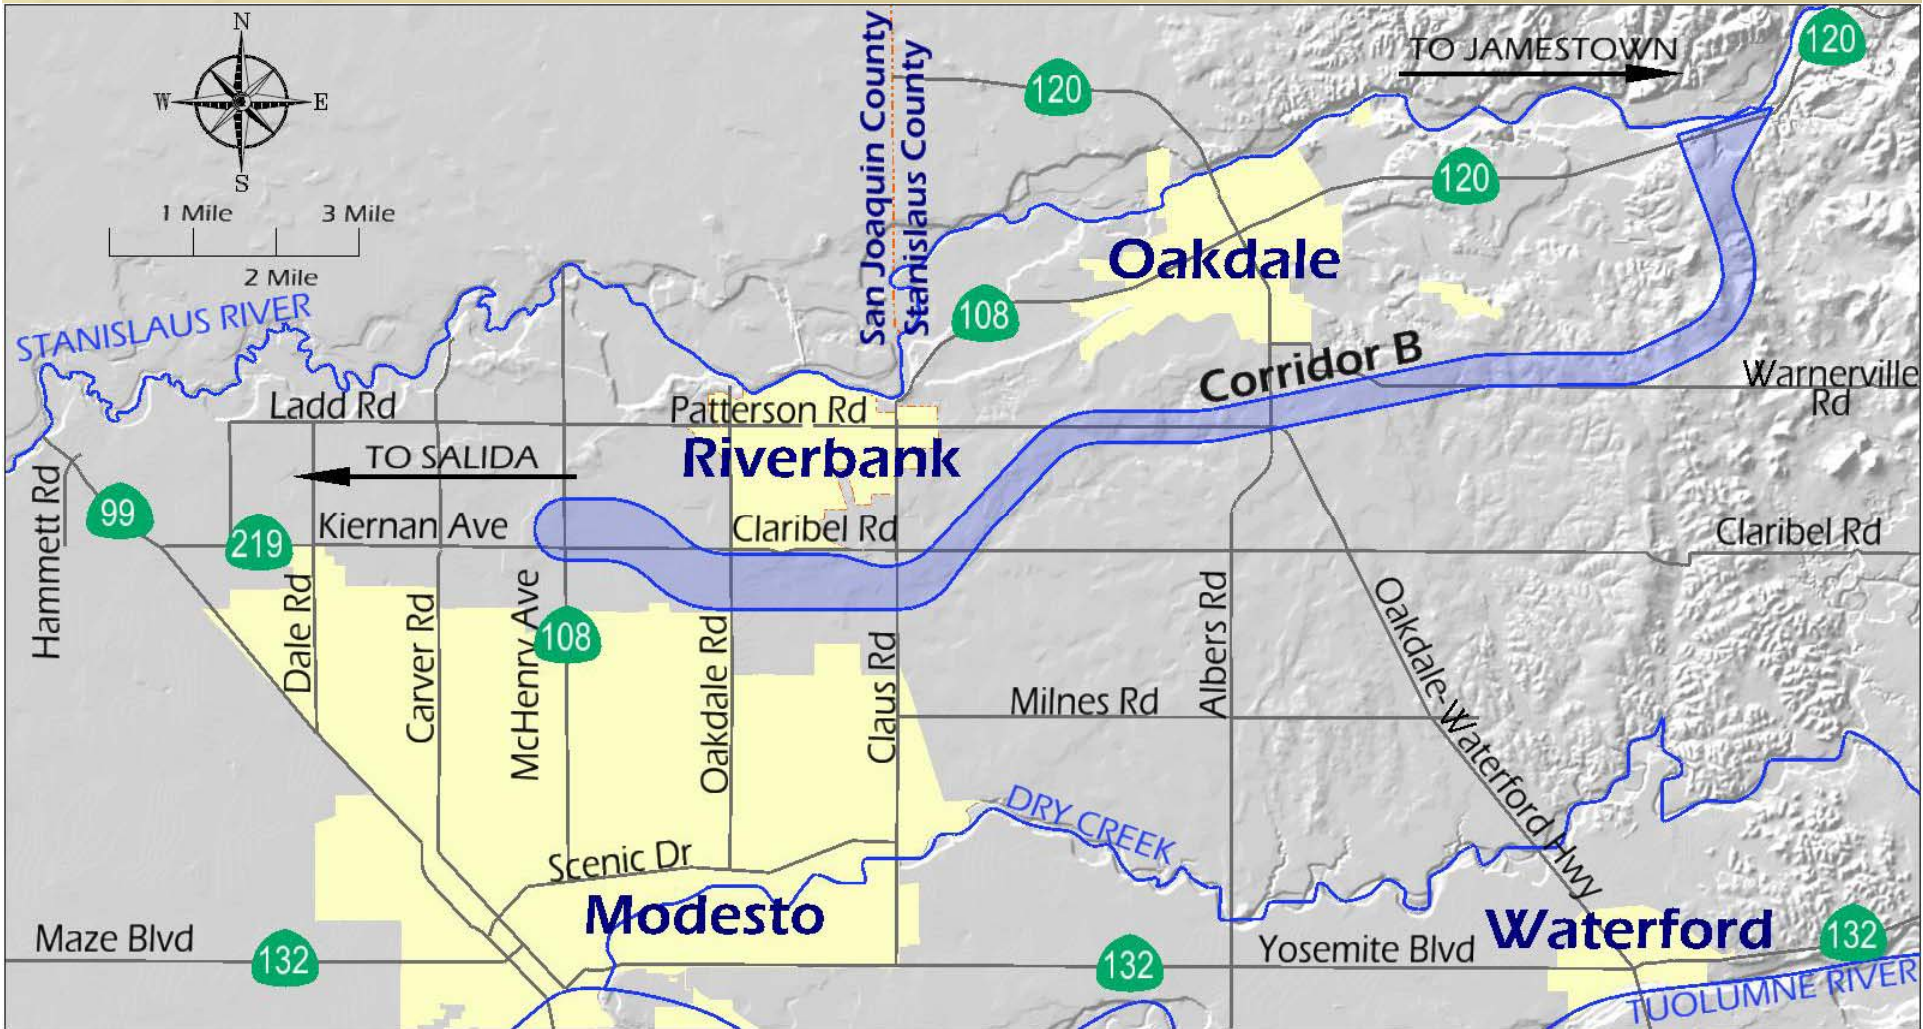 N
W
E
S
1 Mile
3 Mile
2 Mile
San Joaquin County
Stanislaus County
TO JAMESTOWN
120
120
120
Oakdale
108
STANISLAUS RIVER
Corridor B
Warnerville
Rd
Ladd Rd
Patterson Rd
Riverbank
TO SALIDA
Hammett Rd
99
219
Kiernan Ave
Claribel Rd
Claribel Rd
Dale Rd
Carver Rd
McHenry Ave
108
Oakdale Rd
Claus Rd
Albers Rd
Oakdale-Waterford Hwy
Milnes Rd
DRY CREEK
Scenic Dr
Modesto
Waterford
Maze Blvd
132
132
Yosemite Blvd
132
TUOLUMNE RIVER